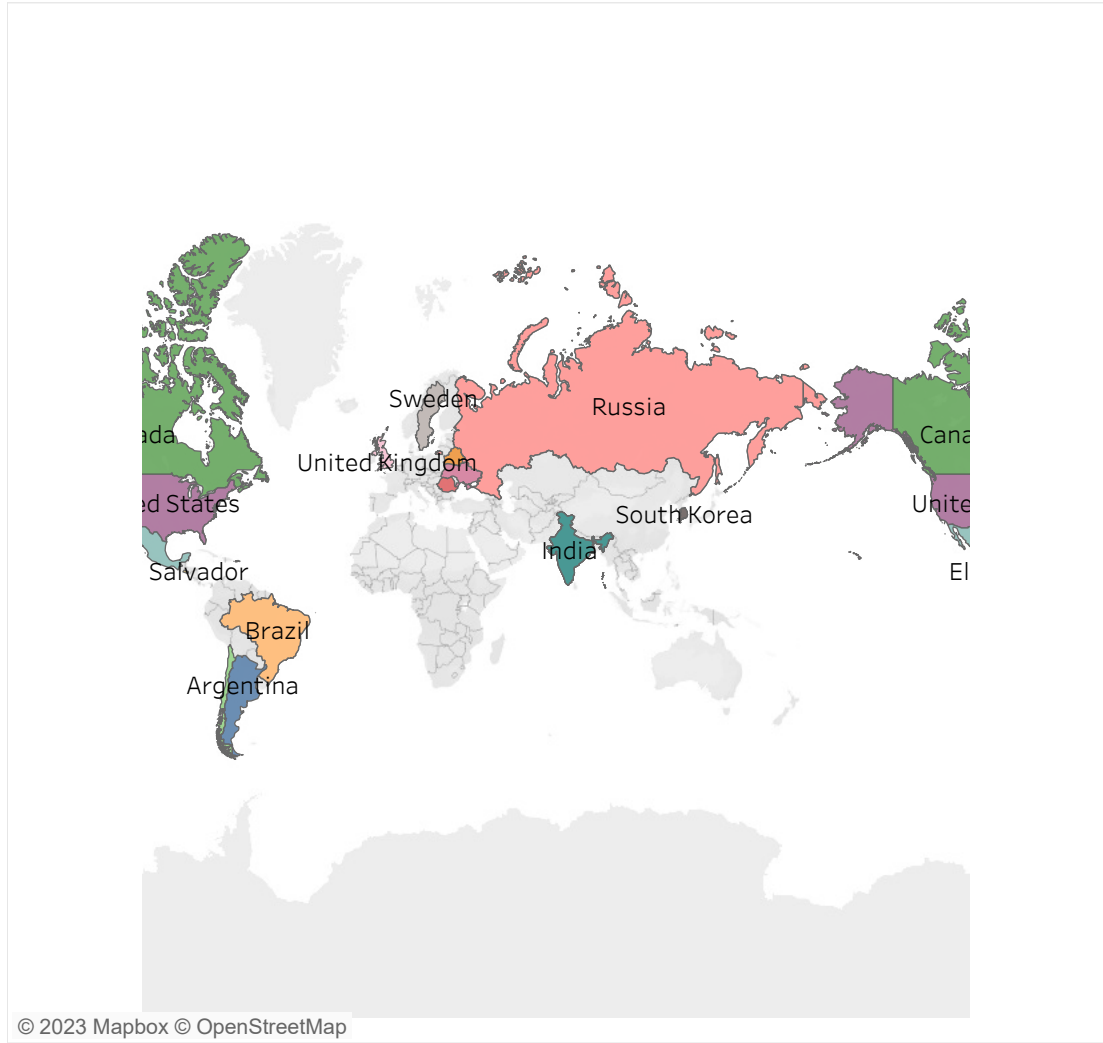 Sweden
Russia
ada
Cana
United Kingdom
ed States
Unite
South Korea
India
Salvador
El
Brazil
Argentina
© 2023 Mapbox © OpenStreetMap